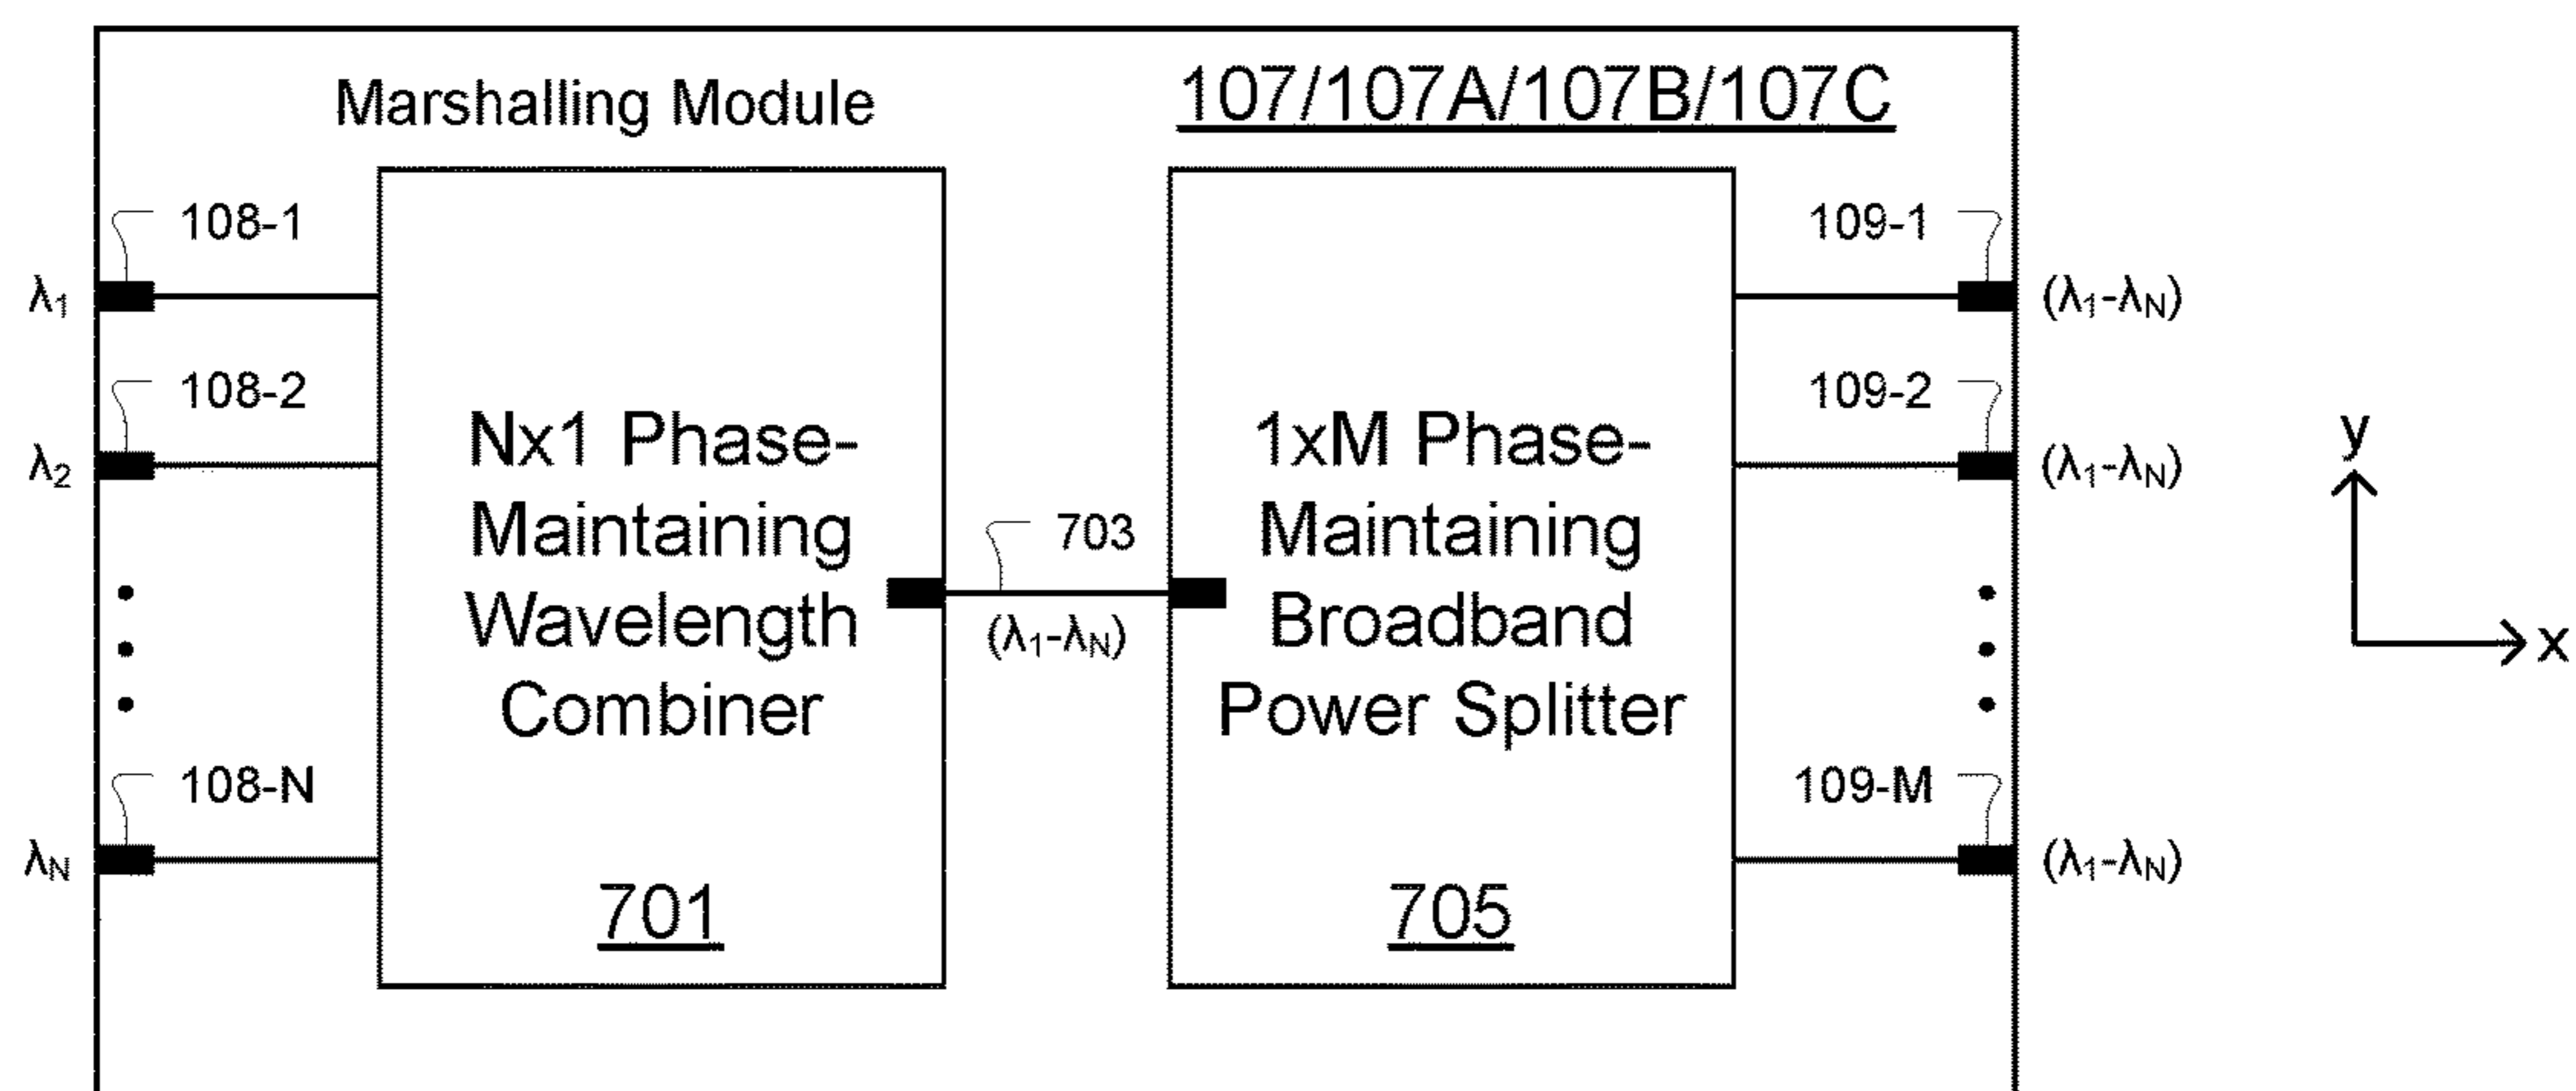 Marshalling Module
107/107A/107B/107C
108-1
λ1
108-2
λ2
108-N
λN
Nx1 Phase-
Maintaining
Wavelength
Combiner
701
703
(λ1-λN)
1xM Phase-
Maintaining
Broadband
Power Splitter
705
109-1
(λ1-λN)
109-2
(λ1-λN)
109-M
(λ1-λN)
y
x